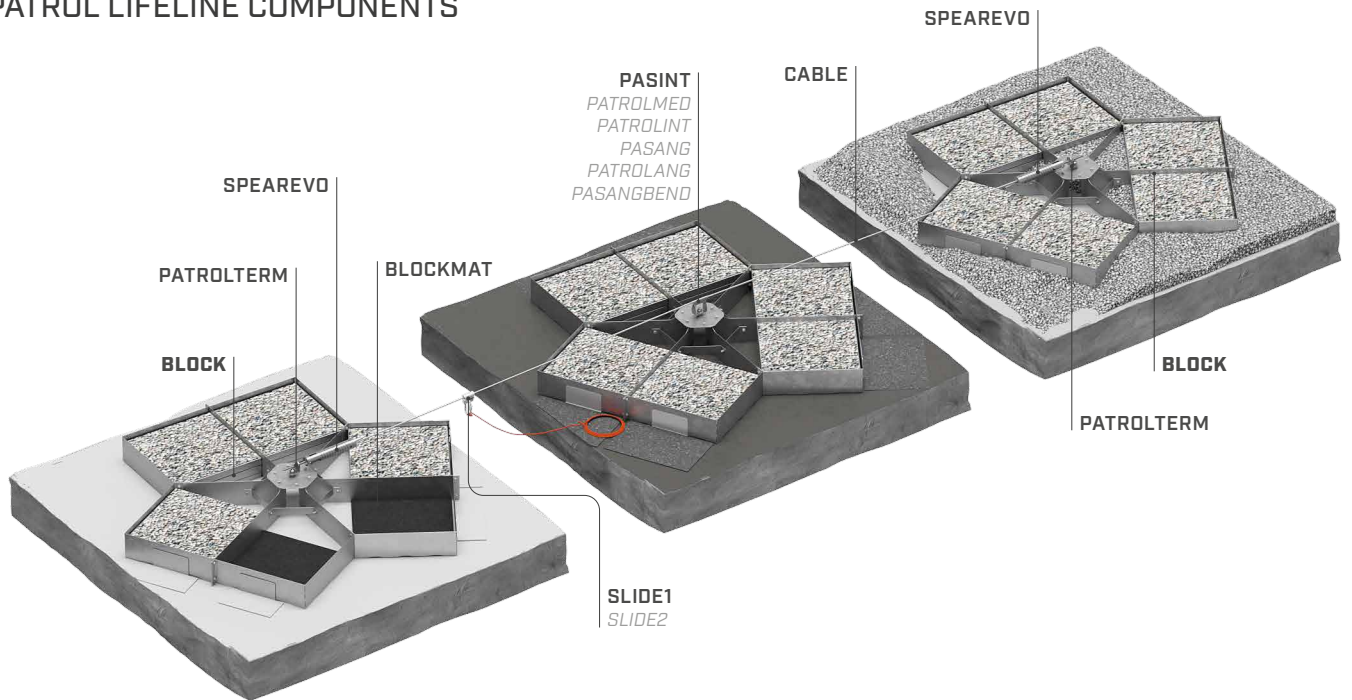 PATROL LIFELINE COMPONENTS
SPEAREVO
PASINT
PATROLMED
PATROLINT
PASANG
PATROLANG
PASANGBEND
CABLE
SPEAREVO
PATROLTERM
BLOCKMAT
BLOCK
BLOCK
PATROLTERM
SLIDE1
SLIDE2